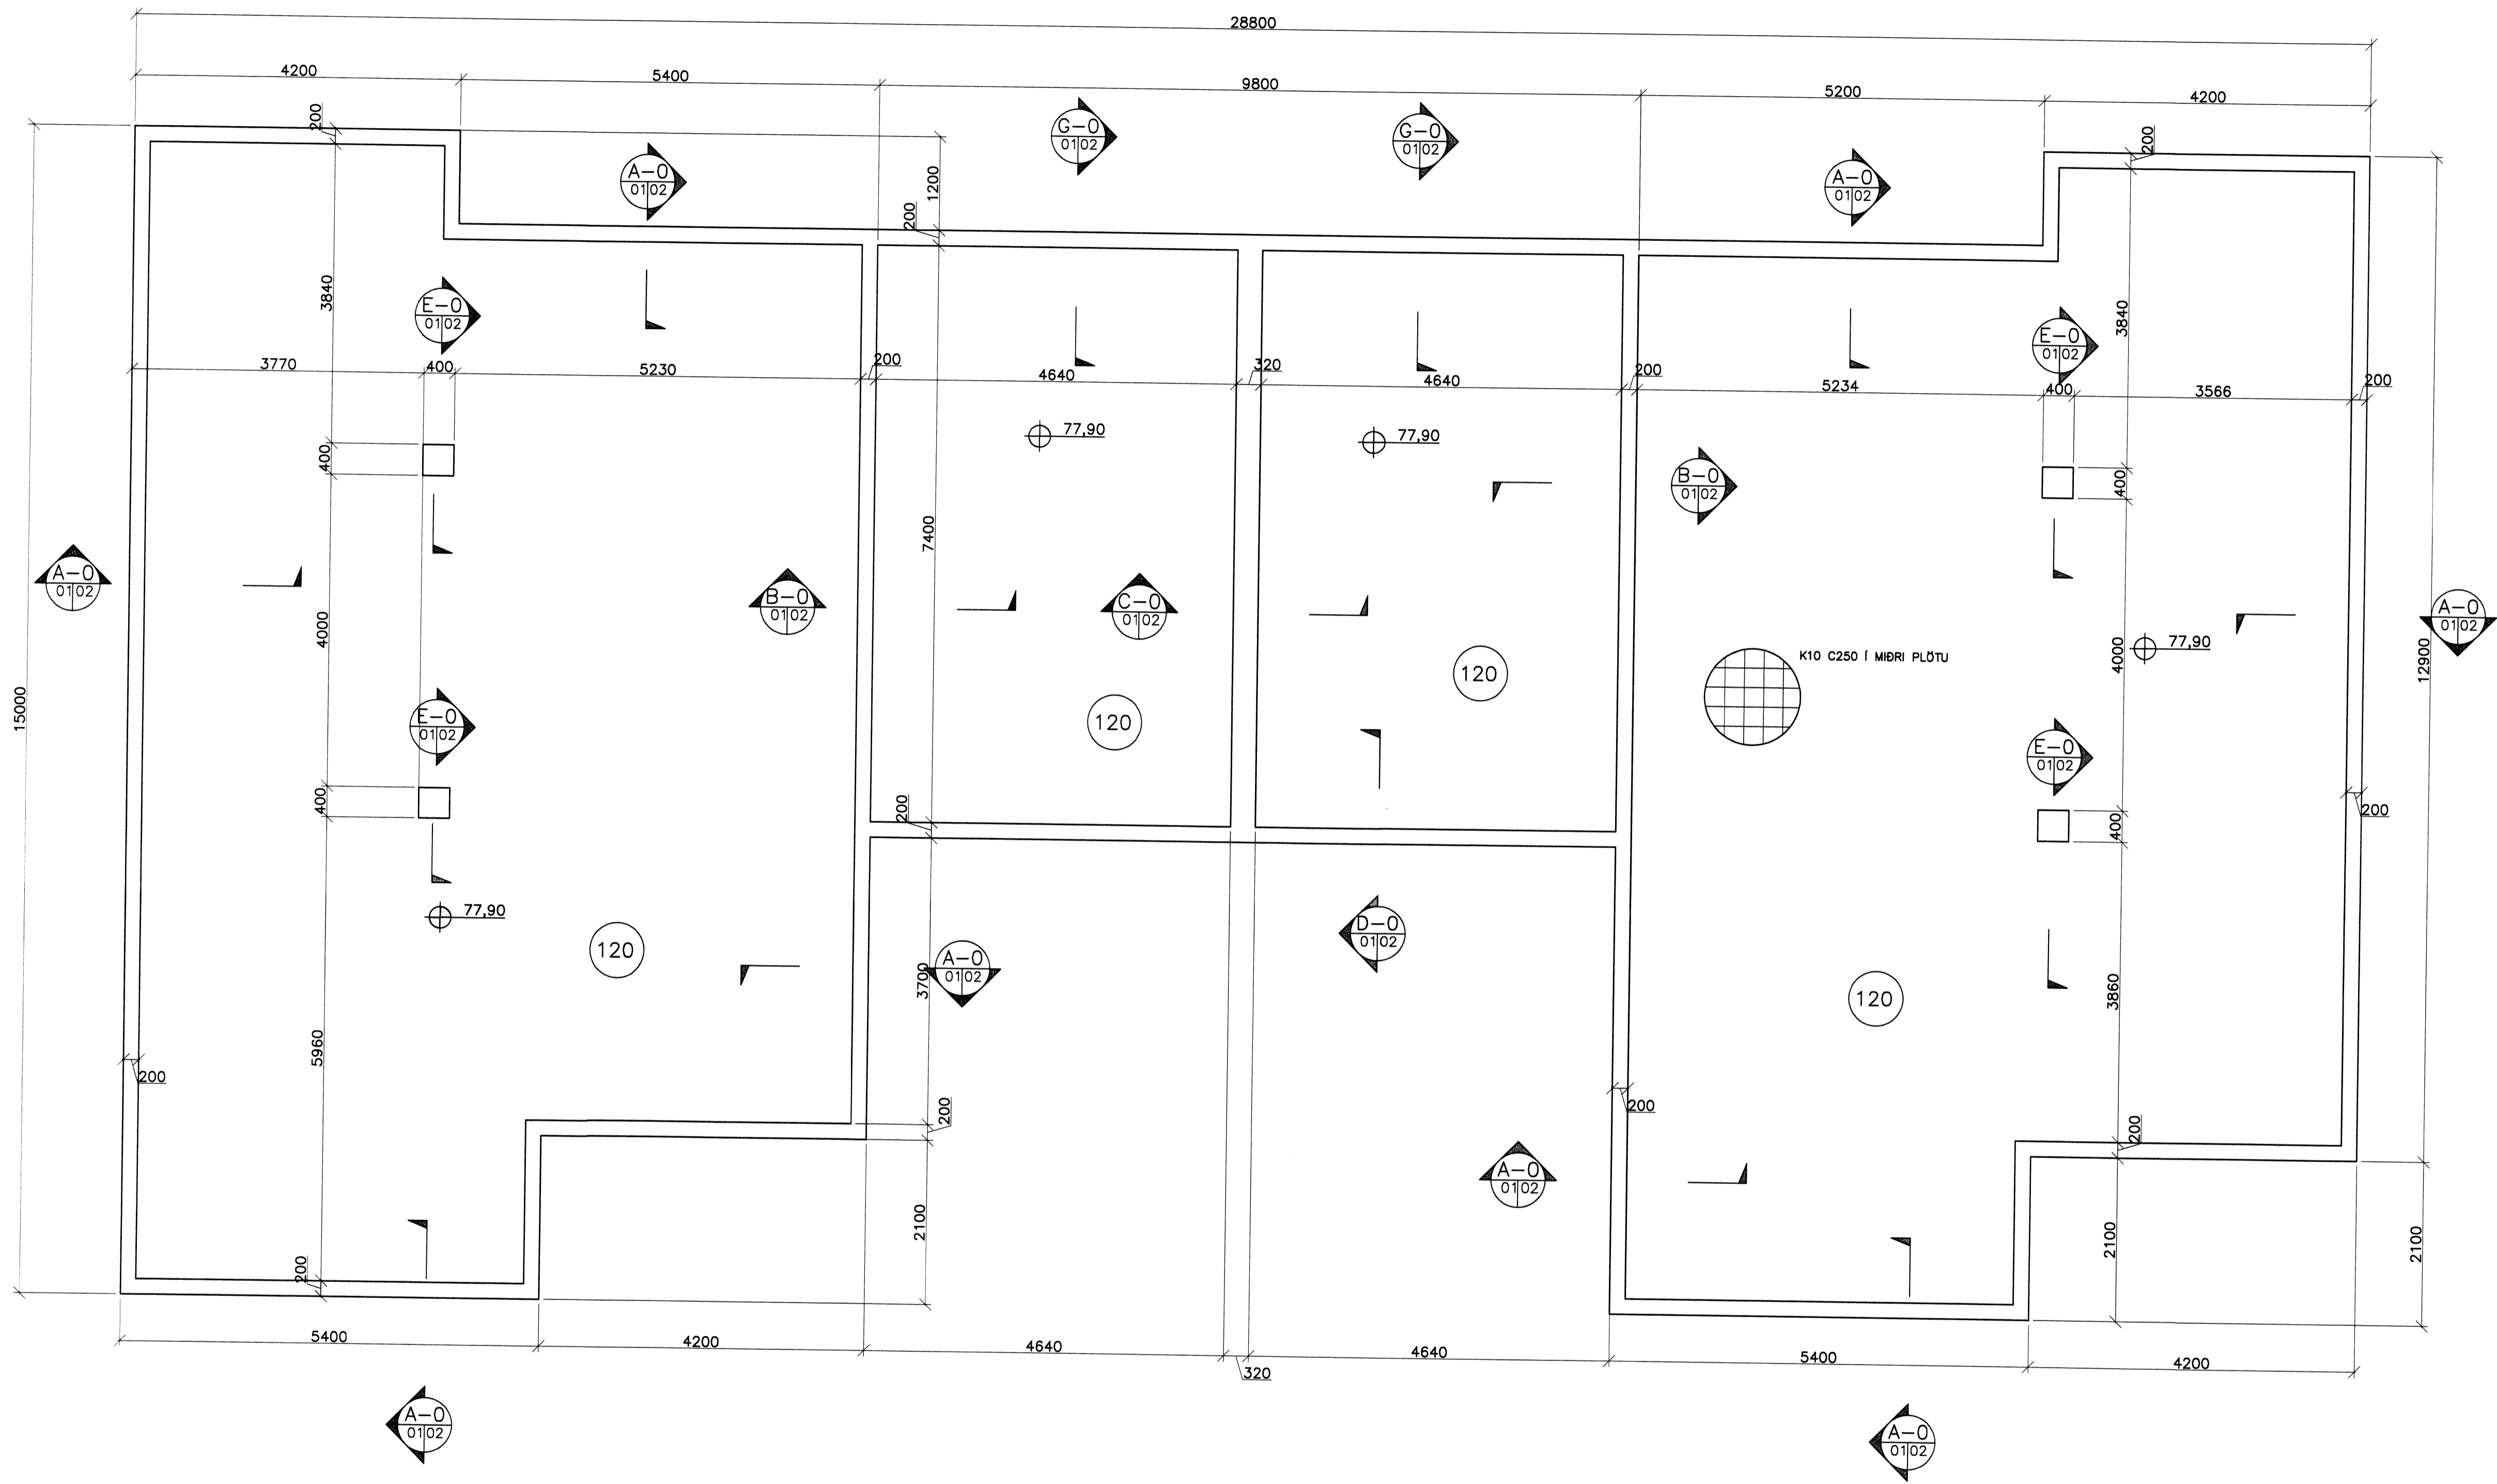 28800
4200 5400 9800 5200 4200
200 200
G-0 01 02
G-0 01 02
A-0 01 02
A-0 01 02
1200
200
3840
3840
E-0 01 02
E-0 01 02
3770 400 5230 200 4640 320 4640 200 5234 400 3566 200
77,90
77,90
400
400
B-0 01 02
7400
A-0 01 02
B-0 01 02
C-0 01 02
A-0 01 02
4000
4000
77,90
K10 C250 Í MIÐRI PLÖTU
12900
15000
120
120
E-0 01 02
E-0 01 02
400
200
200
400
77,90
D-0 01 02
120
A-0 01 02
3700
120
3860
5960
200
200
200
200
A-0 01 02
2100
2100
2100
200
5400 4200 4640 320 4640 5400 4200
A-0 01 02
A-0 01 02